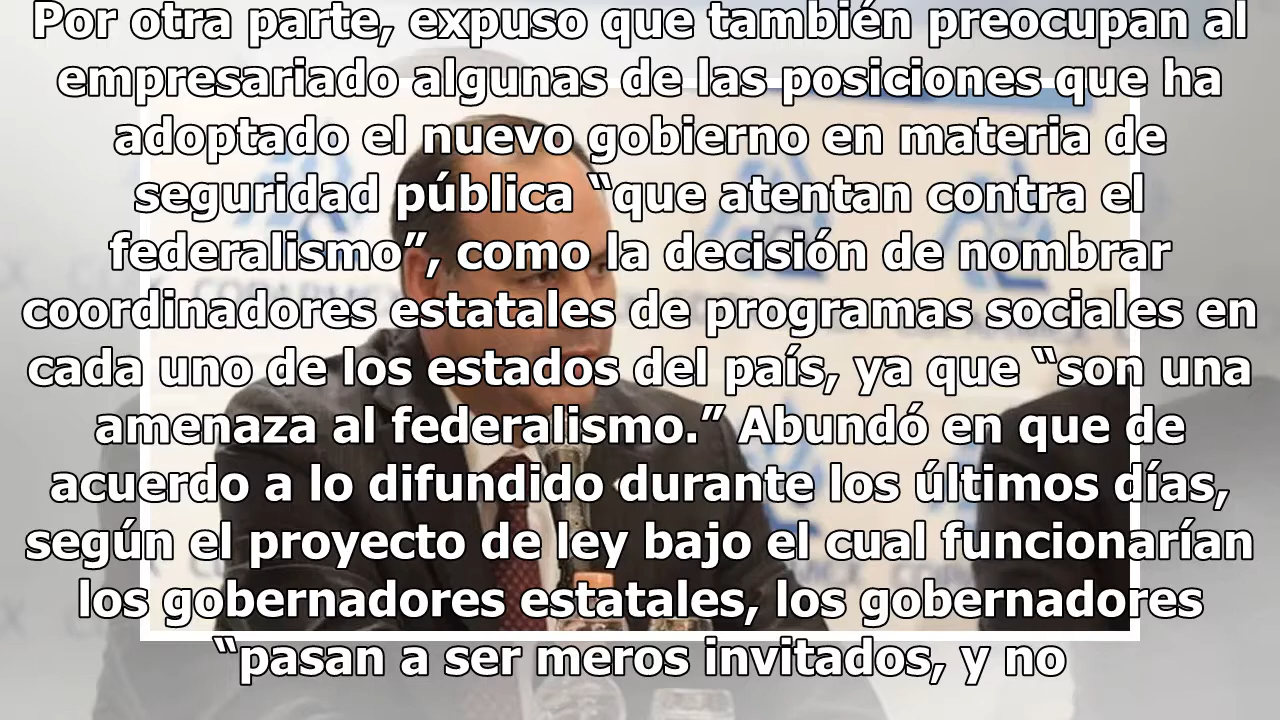 Por otra parte, expuso que también preocupan al
empresariado algunas de las posiciones que ha
adoptado el nuevo gobierno en materia de
seguridad pública “que atentan contra el
federalismo”, como la decisión de nombrar
coordinadores estatales de programas sociales en
cada uno de los estados del país, ya que “son una
amenaza al federalismo.” Abundó en que de
acuerdo a lo difundido durante los últimos días,
según el proyecto de ley bajo el cual funcionarían
los gobernadores estatales, los gobernadores
“pasan a ser meros invitados, y no